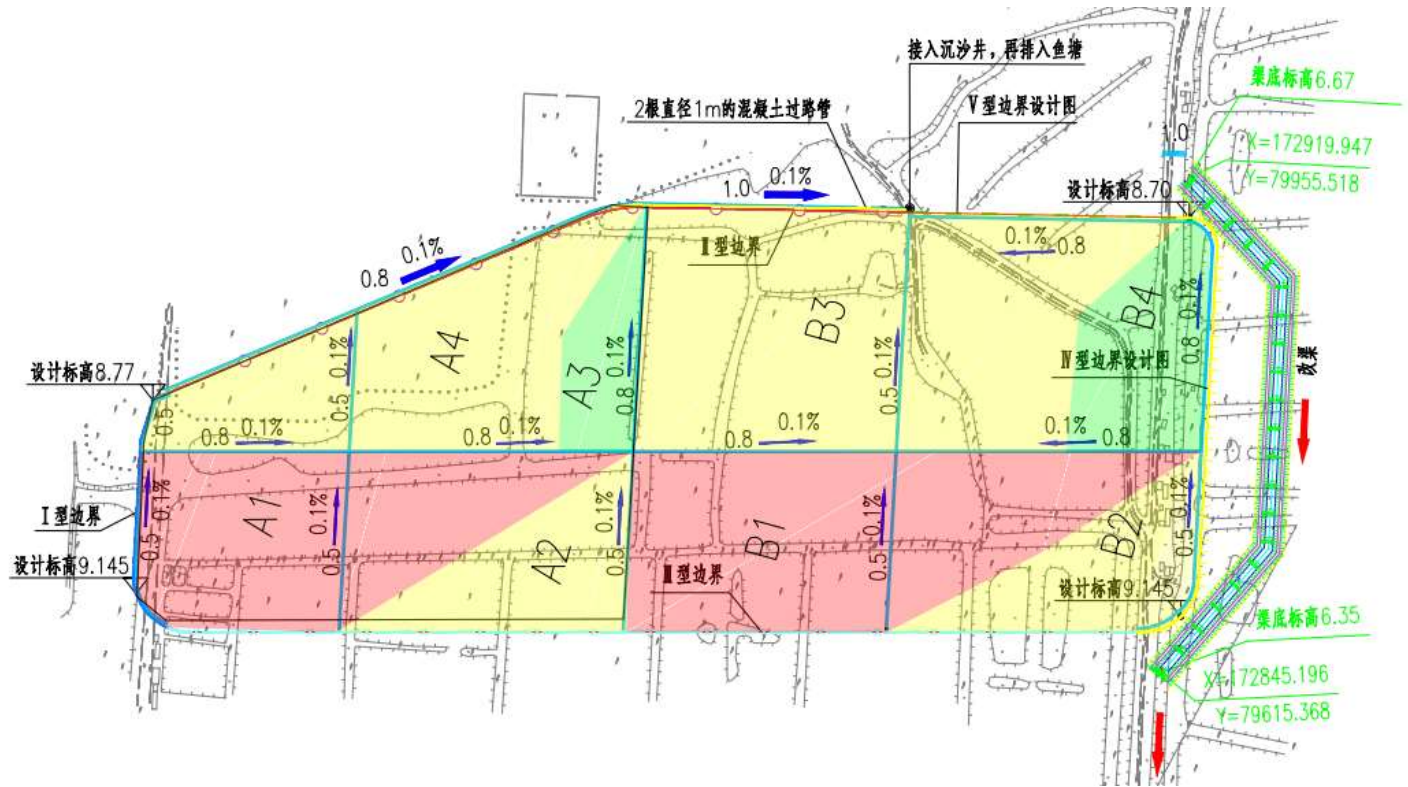 接入沉沙井，再排入鱼塘
渠底标高6.67
2根直径1m的混凝土过路管
V型边界设计图
1.0
X=172919.947
Y=79955.518
设计标高8.70
1.0 0.1%
0.8 0.1%
Ⅱ型边界
0.1%
0.8
B4
0.1%
0.8
B3
A4
0.1%
0.5
A3
0.1%
0.8
0.1%
0.5
Ⅳ型边界设计图
改渠
设计标高8.77
0.5
0.8 0.1%
0.8 0.1%
0.8 0.1%
0.1% 0.8
Ⅰ型边界
0.1%
0.5
A1
0.1%
0.5
A2
0.1%
0.5
B1
0.1%
0.5
B2
0.1%
0.5
设计标高9.145
Ⅲ型边界
设计标高9.145
渠底标高6.35
X=172845.196
Y=79615.368